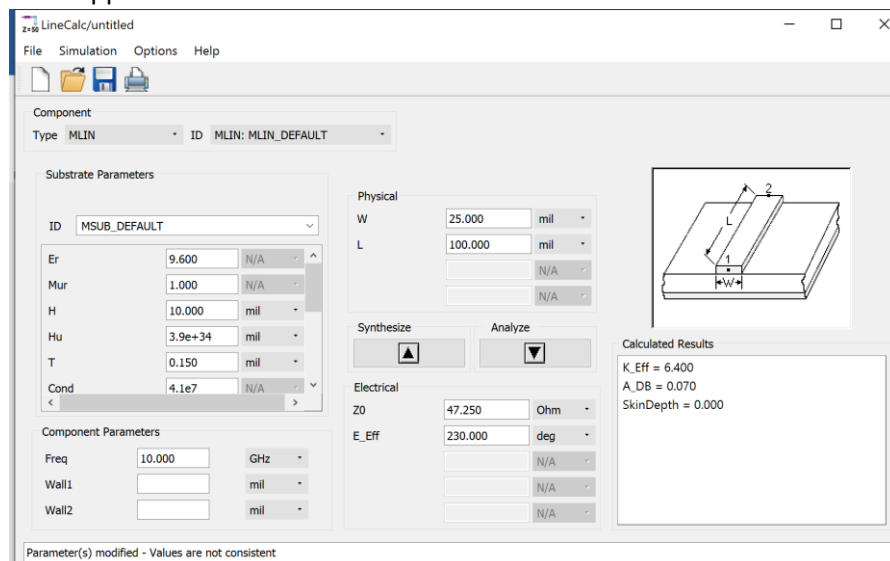 Z=50 LineCalc/untitled
File Simulation Options Help
Component
Type MLIN ID MLIN: MLIN_DEFAULT
Substrate Parameters
ID MSUB_DEFAULT
Er 9.600 N/A
Mur 1.000 N/A
H 10.000 mil
Hu 3.9e+34 mil
T 0.150 mil
Cond 4.1e7 N/A
Component Parameters
Freq 10.000 GHz
Wall1 mil
Wall2 mil
Physical
W 25.000 mil
L 100.000 mil
N/A
N/A
Synthesize Analyze
Electrical
Z0 47.250 Ohm
E_Eff 230.000 deg
N/A
N/A
N/A
2
L
1
W
Calculated Results
K_Eff = 6.400
A_DB = 0.070
SkinDepth = 0.000
Parameter(s) modified - Values are not consistent